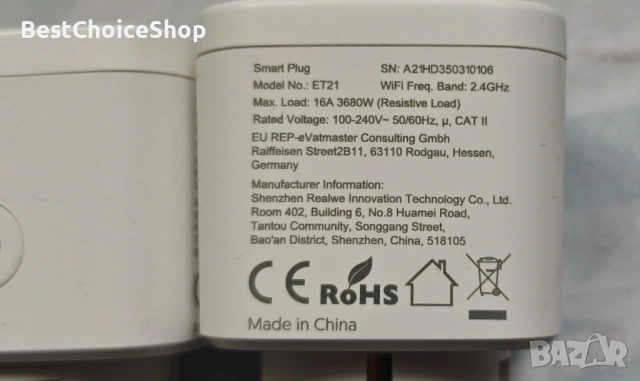 BestChoiceShop
Smart Plug SN: A21HD350310106
Model No.: ET21 WiFi Freq. Band: 2.4GHz
Max. Load: 16A 3680W (Resistive Load)
Rated Voltage: 100-240V~ 50/60Hz, μ, CAT II
EU REP-eVatmaster Consulting Gmbh
Raiffeisen Street2B11, 63110 Rodgau, Hessen,
Germany
Manufacturer Information:
Shenzhen Realwe Innovation Technology Co., Ltd.
Room 402, Building 6, No.8 Huamei Road,
Tantou Community, Songgang Street,
Bao'an District, Shenzhen, China, 518105
CE RoHS
Made in China
BAZAR